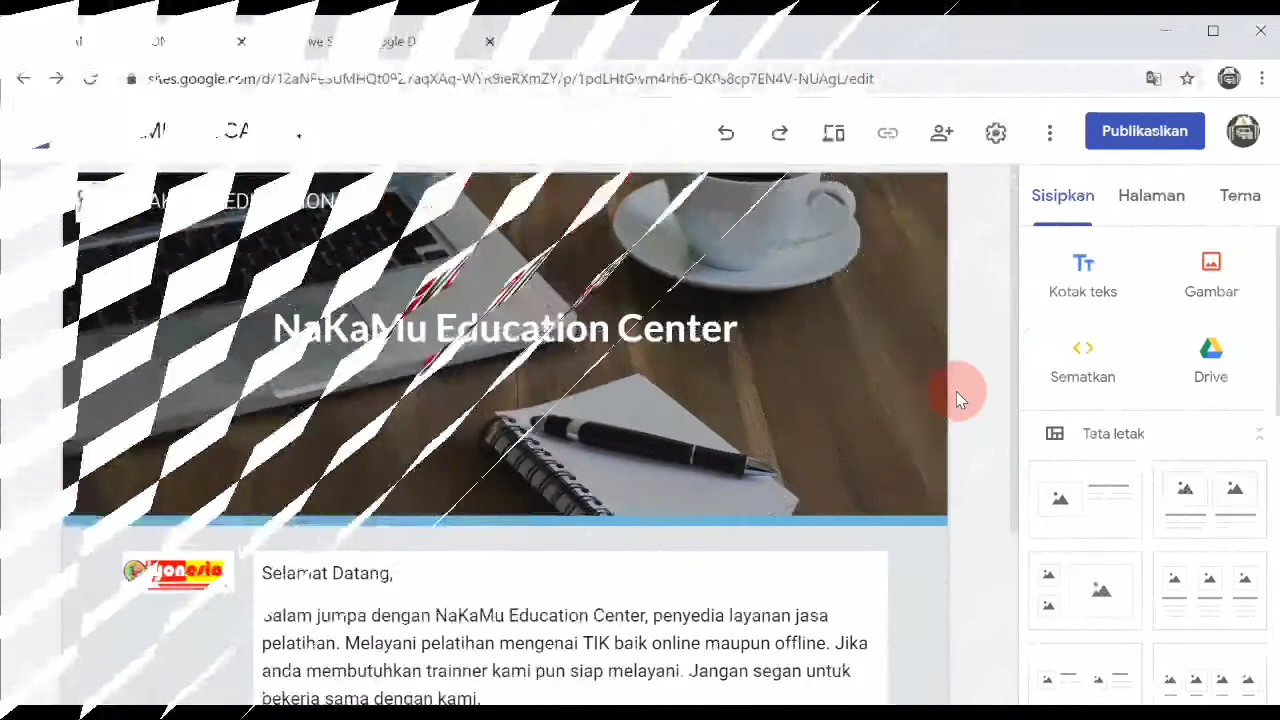 Publikasikan
Sisipkan Halaman Tema
NaKaMu Education Center
Kotak teks Gambar
Sematkan Drive
Tata letak
Selamat Datang,
Salam jumpa dengan NaKaMu Education Center, penyedia layanan jasa
pelatihan. Melayani pelatihan mengenai TIK baik online maupun offline. Jika
anda membutuhkan trainner kami pun siap melayani. Jangan segan untuk
bekerja sama dengan kami.